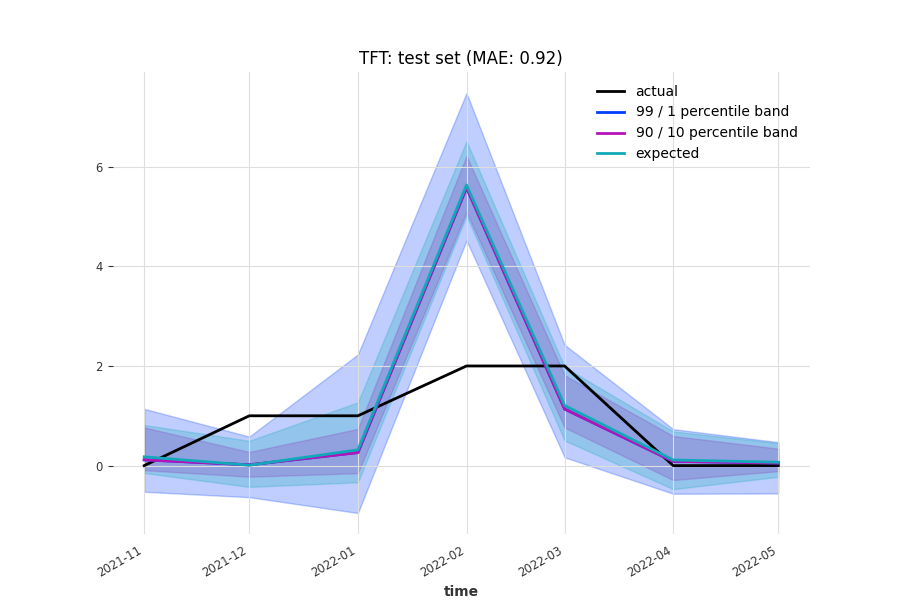 TFT: test set (MAE: 0.92)
actual
99 / 1 percentile band
90 / 10 percentile band
expected
6
4
2
0
2021-11
2021-12
2022-01
2022-02
2022-03
2022-04
2022-05
time